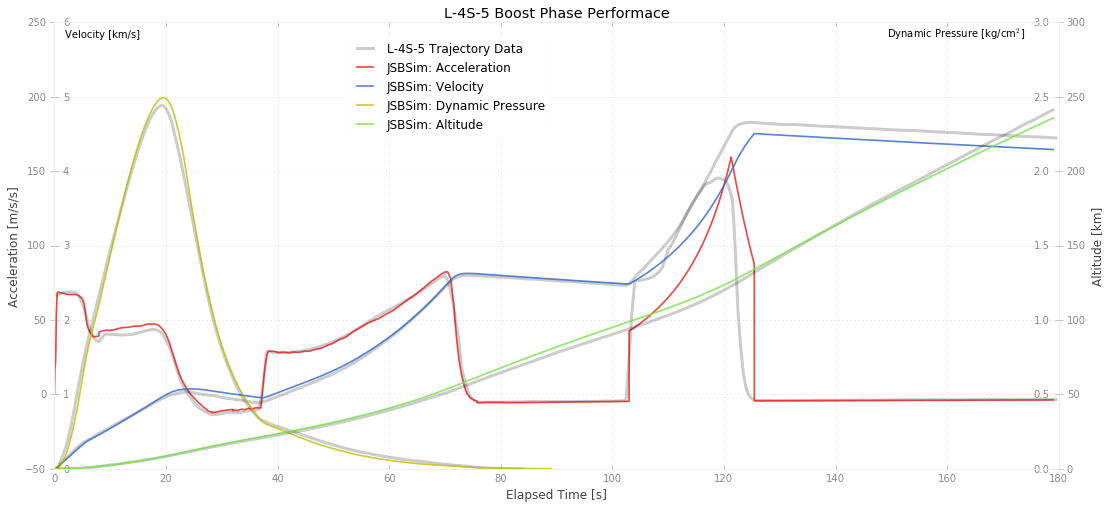 L-4S-5 Boost Phase Performace
250 6 3.0 300
Velocity [km/s] Dynamic Pressure [kg/cm²]
L-4S-5 Trajectory Data
JSBSim: Acceleration
JSBSim: Velocity
JSBSim: Dynamic Pressure
JSBSim: Altitude
200 5 2.5 250
150 4 2.0 200
Acceleration [m/s/s]
Altitude [km]
100 3 1.5 150
50 2 1.0 100
0 1 0.5 50
−50 0 0.0 0
0 20 40 60 80 100 120 140 160 180
Elapsed Time [s]